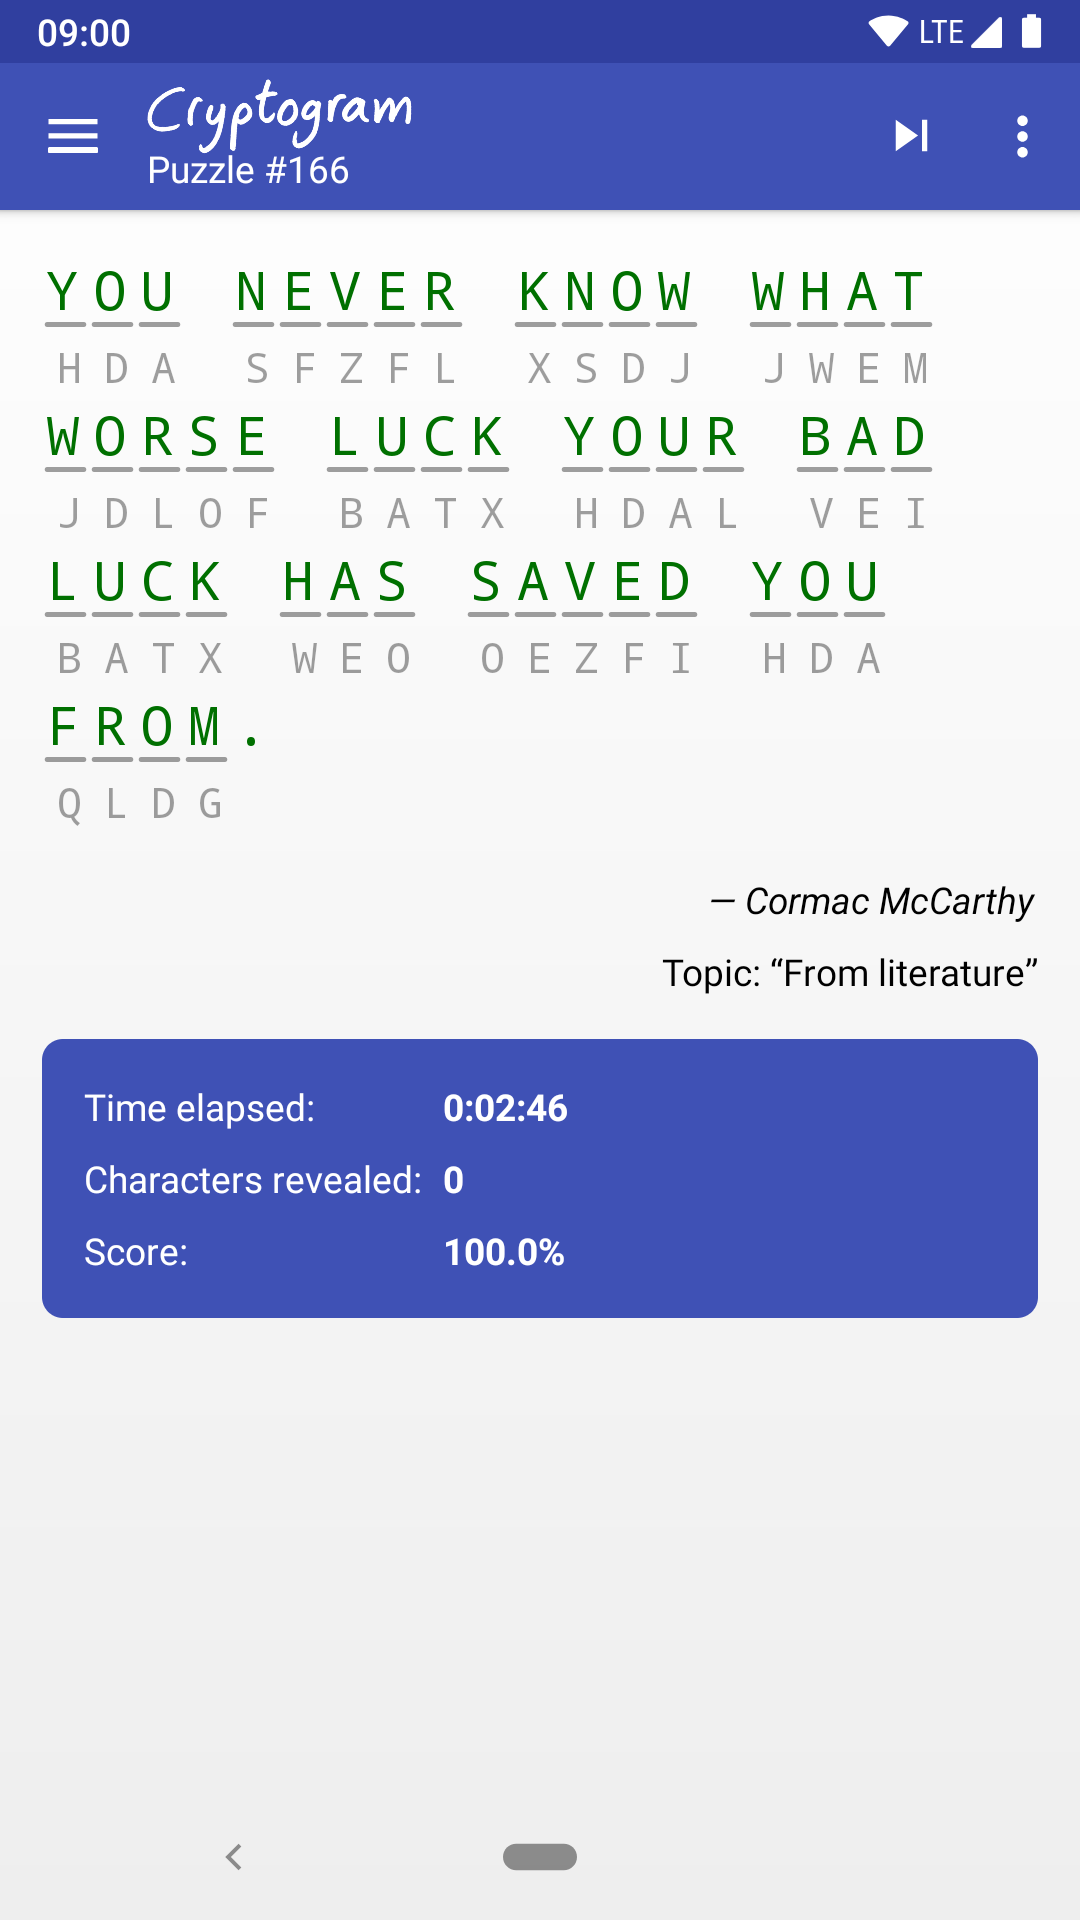 09:00 LTE
Cryptogram
Puzzle #166
YOU NEVER KNOW WHAT
HDA SFZFL XSDJ JWEM
WORSE LUCK YOUR BAD
JDLOF BATX HDAL VEI
LUCK HAS SAVED YOU
BATX WEO OEZFI HDA
FROM.
QLDG
— Cormac McCarthy
Topic: “From literature”
Time elapsed: 0:02:46
Characters revealed: 0
Score: 100.0%